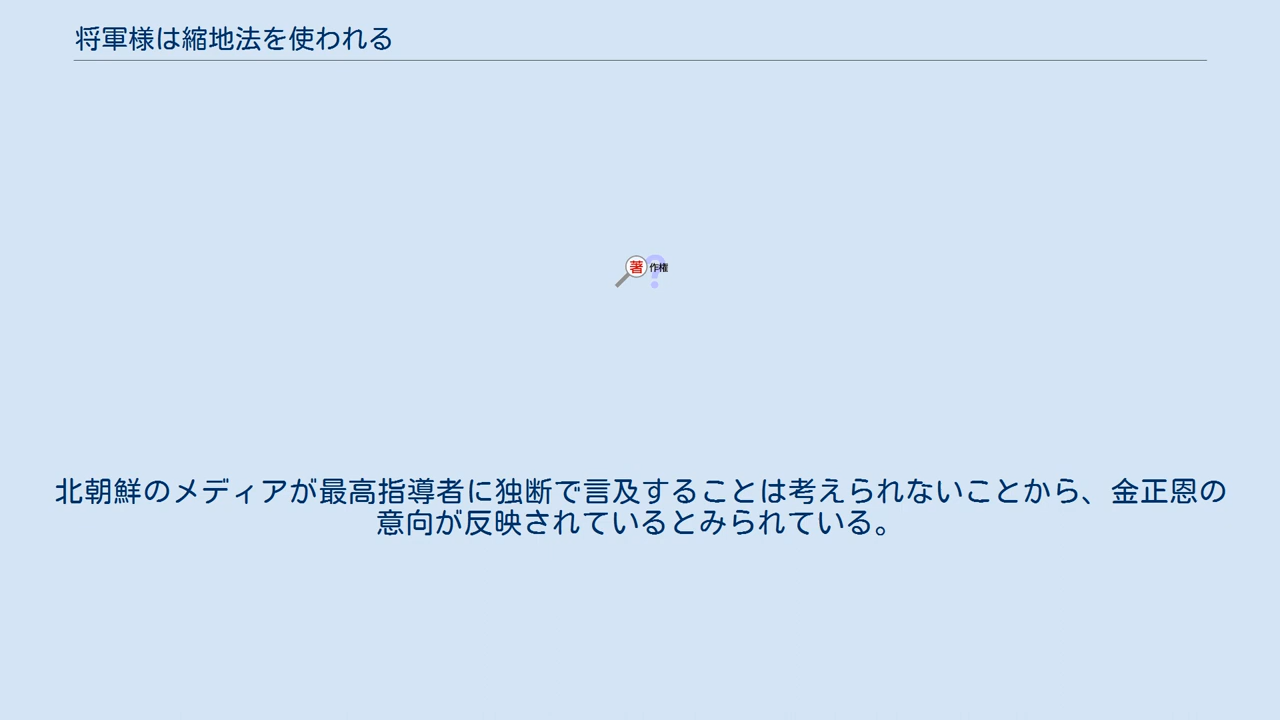 将軍様は縮地法を使われる
著作権?
北朝鮮のメディアが最高指導者に独断で言及することは考えられないことから、金正恩の
意向が反映されているとみられている。